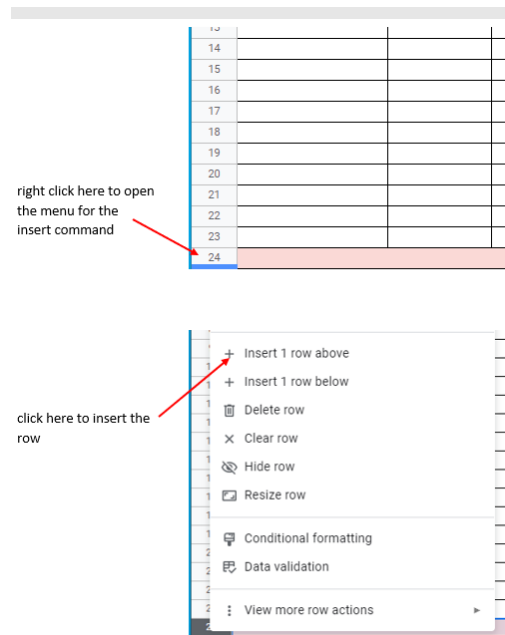 14
15
16
17
18
19
20
21
right click here to open
the menu for the
insert command
22
23
24
+ Insert 1 row above
+ Insert 1 row below
Delete row
click here to insert the
row
Clear row
Hide row
Resize row
Conditional formatting
Data validation
View more row actions